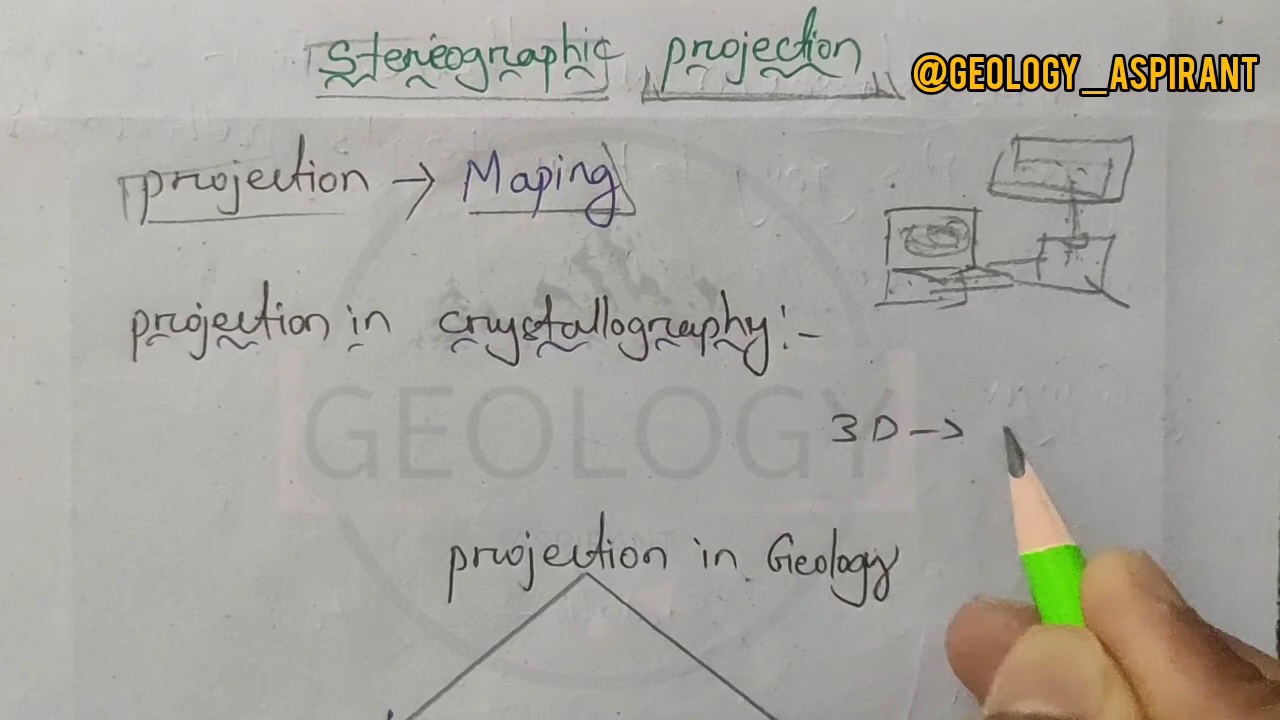 Stereographic projection
@GEOLOGY_ASPIRANT
projection → Maping
projection in crystallography:-
GEOLOGY
3D →
projection in Geology